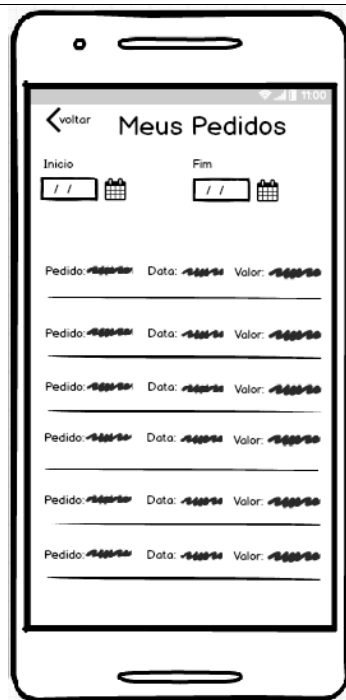 11:00
voltar
Meus Pedidos
Inicio Fim
/ / / /
Pedido: Data: Valor:
Pedido: Data: Valor:
Pedido: Data: Valor:
Pedido: Data: Valor:
Pedido: Data: Valor:
Pedido: Data: Valor: